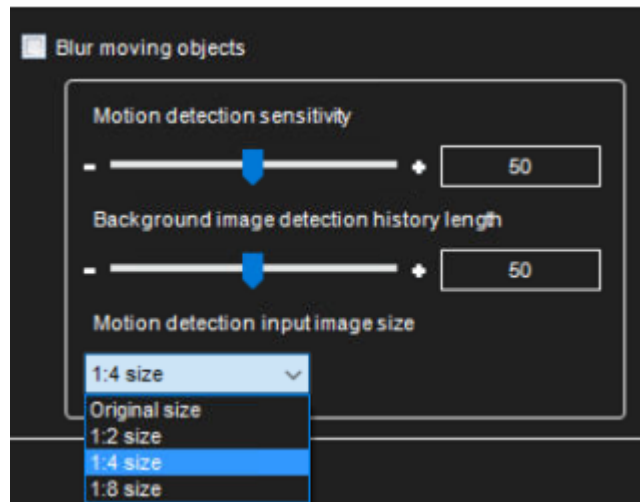 Blur moving objects
Motion detection sensitivity
- + 50
Background image detection history length
- + 50
Motion detection input image size
1:4 size
Original size
1:2 size
1:4 size
1:8 size